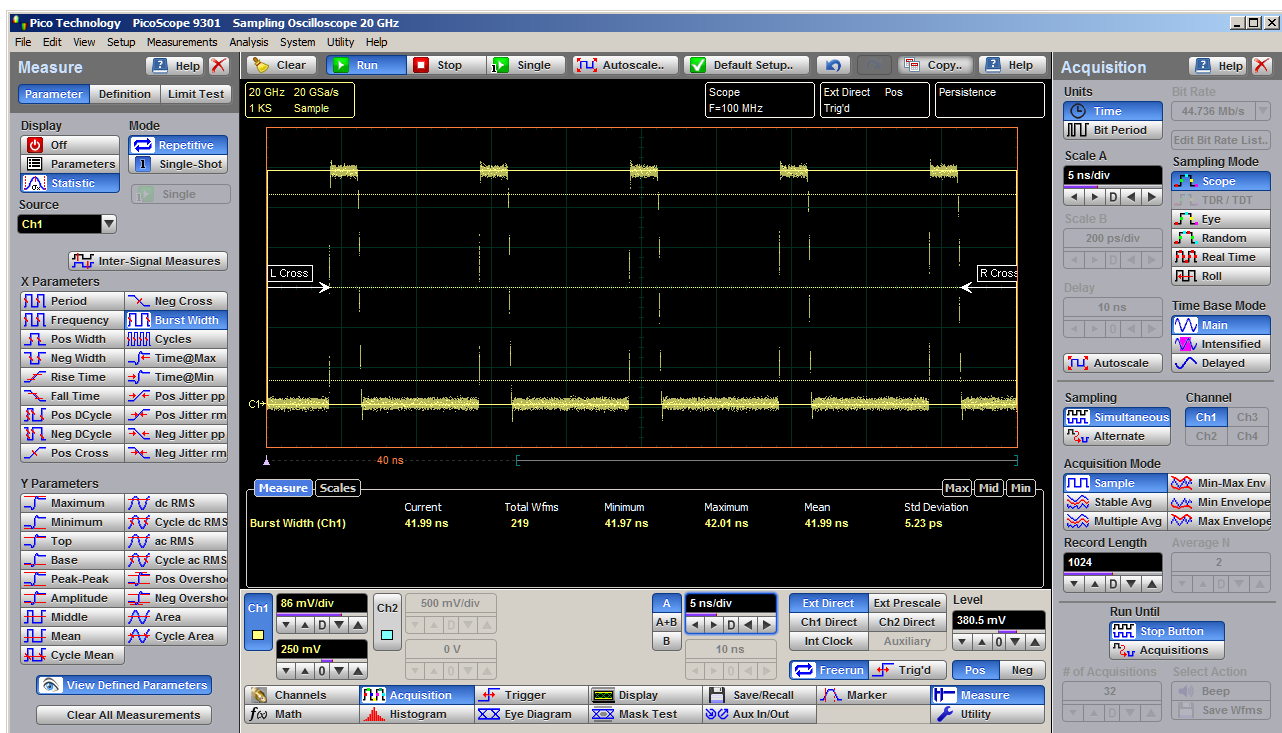 Pico Technology PicoScope 9301 Sampling Oscilloscope 20 GHz
File Edit View Setup Measurements Analysis System Utility Help
Measure
Help
Parameter Definition Limit Test
Display Mode
Off Repetitive
Parameters 1 Single-Shot
Statistic Single
Source
Ch1
Inter-Signal Measures
X Parameters
Period Neg Cross
Frequency Burst Width
Pos Width Cycles
Neg Width Time@Max
Rise Time Time@Min
Fall Time Pos Jitter pp
Pos DCycle Pos Jitter rm
Neg DCycle Neg Jitter pp
Pos Cross Neg Jitter rm
Y Parameters
Maximum dc RMS
Minimum Cycle dc RMS
Top ac RMS
Base Cycle ac RMS
Peak-Peak Pos Oversho
Amplitude Neg Oversho
Middle Area
Mean Cycle Area
Cycle Mean
View Defined Parameters
Clear All Measurements
Clear Run Stop Single Autoscale.. Default Setup.. Copy.. Help
20 GHz 20 GSa/s
1 KS Sample
Scope
F=100 MHz
Ext Direct Pos
Trig'd
Persistence
L Cross
R Cross
C1
40 ns
Measure Scales Max Mid Min
Current Total Wfms Minimum Maximum Mean Std Deviation
Burst Width (Ch1) 41.99 ns 219 41.97 ns 42.01 ns 41.99 ns 5.23 ps
Ch1 86 mV/div Ch2 500 mV/div
D
250 mV 0 V
0
A 5 ns/div
A+B D
B 10 ns
0
Ext Direct Ext Prescale
Ch1 Direct Ch2 Direct
Int Clock Auxiliary
Level
380.5 mV
0
Freerun Trig'd Pos Neg
Channels Acquisition Trigger Display Save/Recall Marker Measure
f(x) Math Histogram Eye Diagram Mask Test Aux In/Out Utility
Acquisition
Help
Units Bit Rate
Time 44.736 Mb/s
Bit Period Edit Bit Rate List..
Scale A Sampling Mode
5 ns/div Scope
D TDR / TDT
Scale B Eye
200 ps/div Random
D Real Time
Roll
Delay
10 ns Time Base Mode
0 Main
Intensified
Autoscale Delayed
Sampling Channel
Simultaneous Ch1 Ch3
Alternate Ch2 Ch4
Acquisition Mode
Sample Min-Max Env
Stable Avg Min Envelope
Multiple Avg Max Envelope
Record Length Average N
1024 2
D D
Run Until
Stop Button
Acquisitions
# of Acquisitions Select Action
32 Beep
D Save Wfms